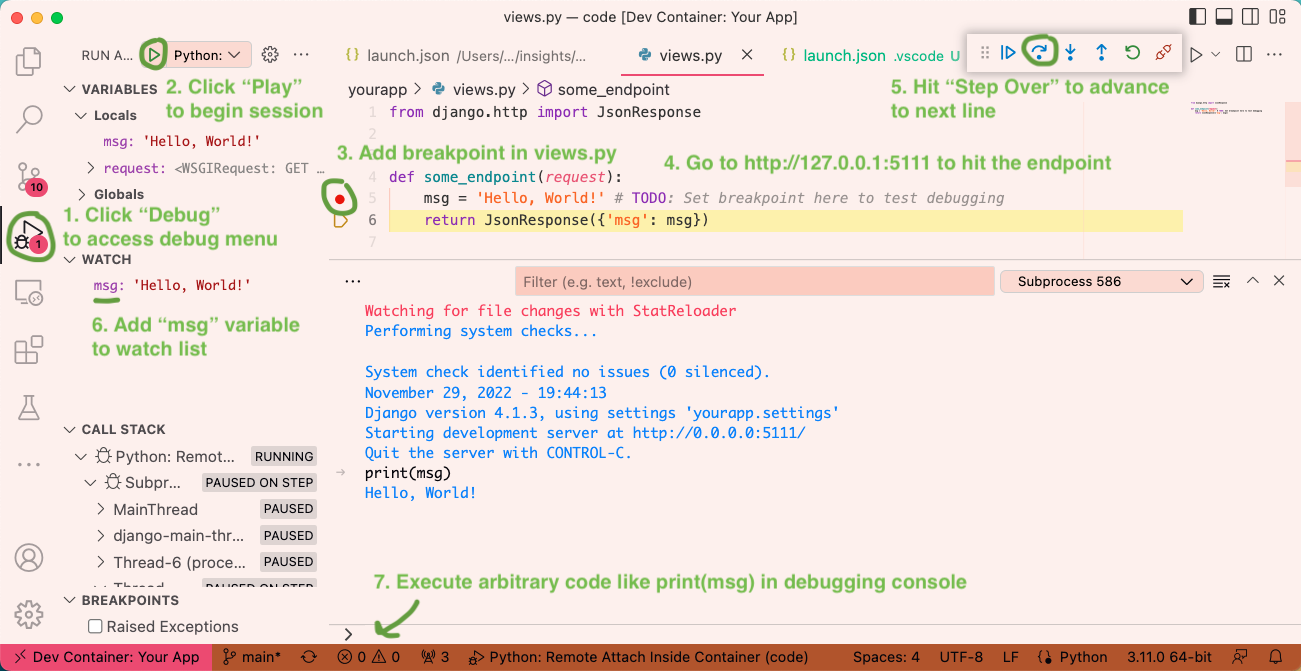 views.py — code [Dev Container: Your App]
RUN A... Python: ...
launch.json /Users/.../insights/...
views.py
launch.json .vscode U
2. Click “Play”
to begin session
5. Hit “Step Over” to advance
to next line
VARIABLES
Locals
msg: 'Hello, World!'
request: <WSGIRequest: GET ...
Globals
1. Click “Debug”
to access debug menu
10
1
WATCH
msg: 'Hello, World!'
6. Add “msg” variable
to watch list
CALL STACK
Python: Remot... RUNNING
Subpr... PAUSED ON STEP
MainThread PAUSED
django-main-thr... PAUSED
Thread-6 (proce... PAUSED
Thread PAUSED ON STEP
BREAKPOINTS
Raised Exceptions
yourapp > views.py > some_endpoint
1 from django.http import JsonResponse
2
3. Add breakpoint in views.py
4. Go to http://127.0.0.1:5111 to hit the endpoint
4 def some_endpoint(request):
5 msg = 'Hello, World!' # TODO: Set breakpoint here to test debugging
6 return JsonResponse({'msg': msg})
7
... Filter (e.g. text, !exclude) Subprocess 586
Watching for file changes with StatReloader
Performing system checks...
System check identified no issues (0 silenced).
November 29, 2022 - 19:44:13
Django version 4.1.3, using settings 'yourapp.settings'
Starting development server at http://0.0.0.0:5111/
Quit the server with CONTROL-C.
print(msg)
Hello, World!
7. Execute arbitrary code like print(msg) in debugging console
>
Dev Container: Your App main* 0 0 3 Python: Remote Attach Inside Container (code) Spaces: 4 UTF-8 LF Python 3.11.0 64-bit